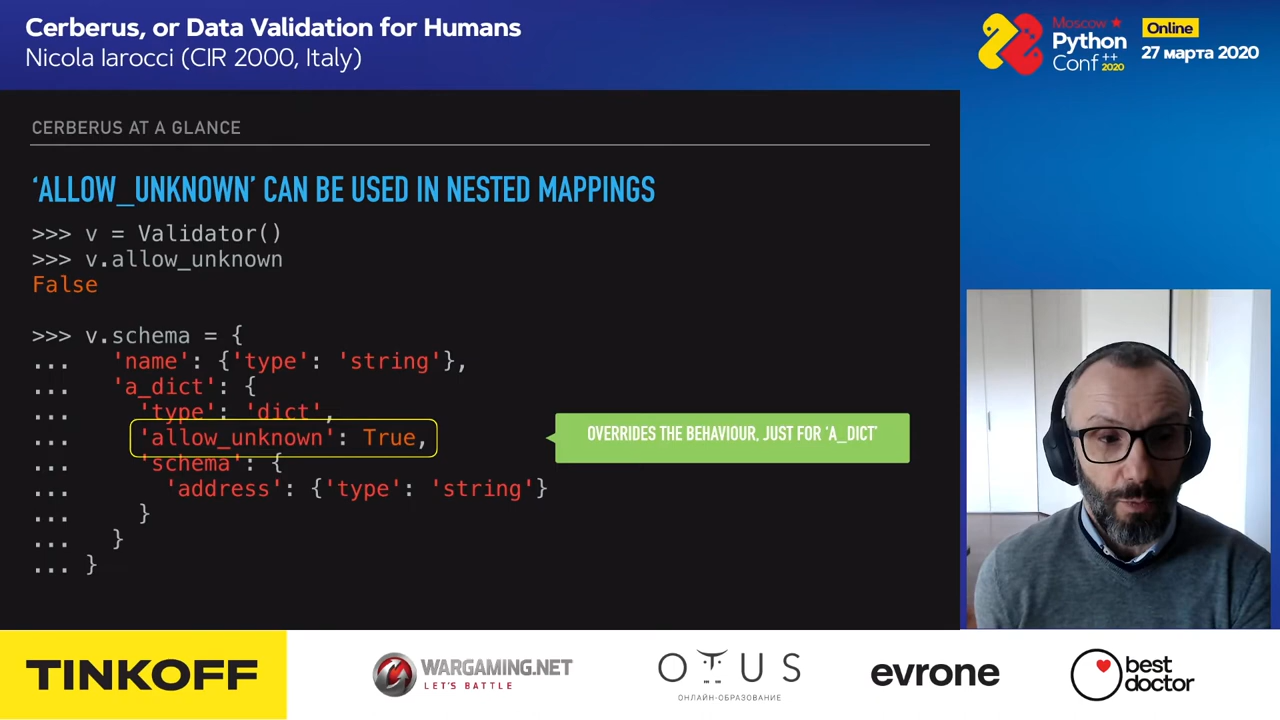 Cerberus, or Data Validation for Humans
Nicola Iarocci (CIR 2000, Italy)
Moscow
Python
Conf ++ 2020
Online
27 марта 2020
CERBERUS AT A GLANCE
‘ALLOW_UNKNOWN’ CAN BE USED IN NESTED MAPPINGS
>>> v = Validator()
>>> v.allow_unknown
False
>>> v.schema = {
... 'name': {'type': 'string'},
... 'a_dict': {
... 'type': 'dict',
... 'allow_unknown': True,
... 'schema': {
... 'address': {'type': 'string'}
... }
... }
... }
OVERRIDES THE BEHAVIOUR, JUST FOR ‘A_DICT’
TINKOFF
WARGAMING.NET
LET'S BATTLE
OTUS
ОНЛАЙН-ОБРАЗОВАНИЕ
evrone
best
doctor